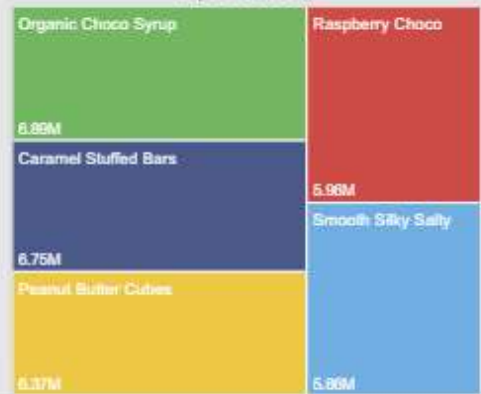 Organic Choco Syrup
6.89M
Caramel Stuffed Bars
6.75M
Peanut Butter Cubes
6.37M
Raspberry Choco
5.96M
Smooth Silky Salty
5.86M